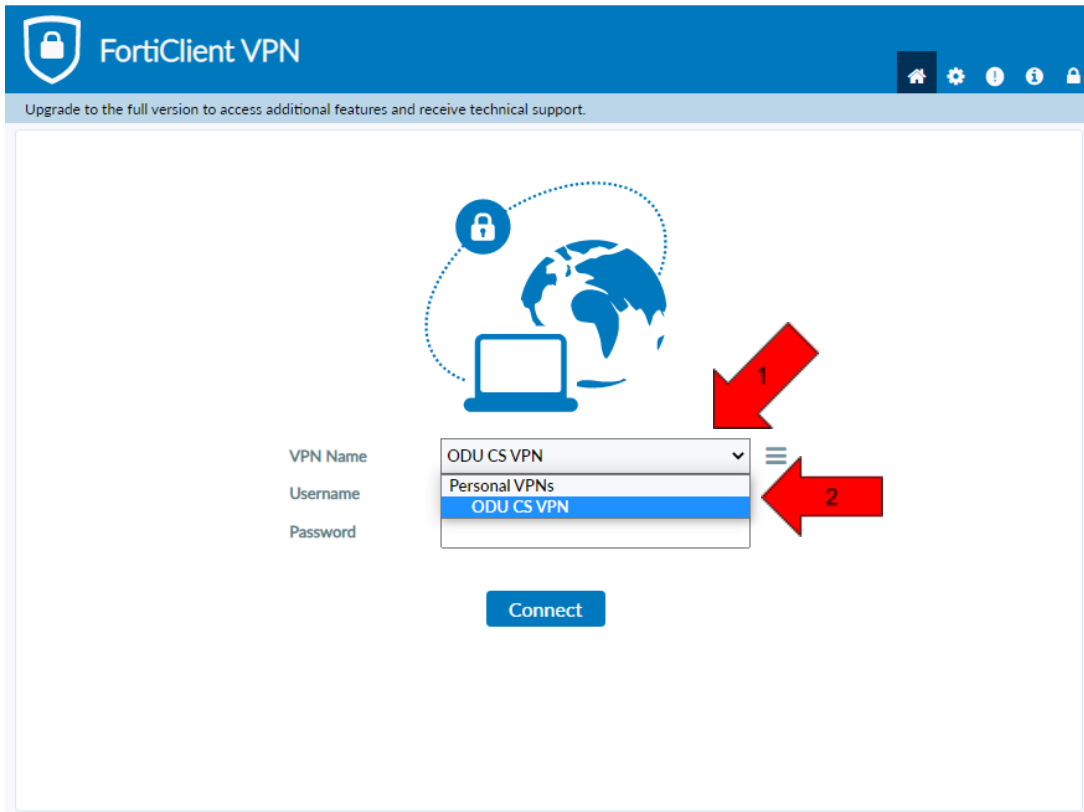 FortiClient VPN
Upgrade to the full version to access additional features and receive technical support.
1
VPN Name
ODU CS VPN
Personal VPNs
Username
ODU CS VPN
2
Password
Connect